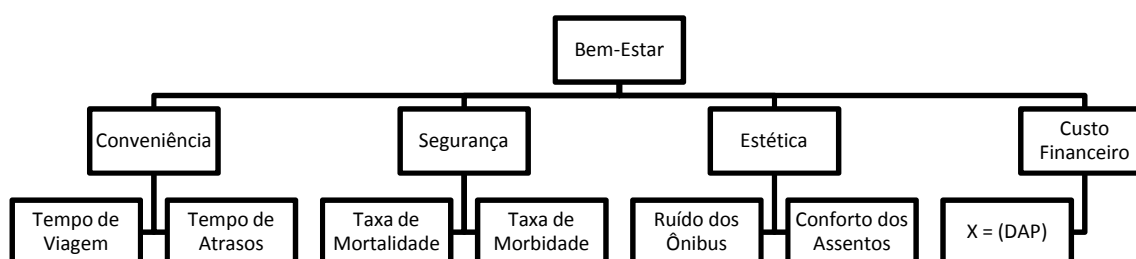 Bem-Estar
Conveniência
Segurança
Estética
Custo
Financeiro
Tempo de
Viagem
Tempo de
Atrasos
Taxa de
Mortalidade
Taxa de
Morbidade
Ruído dos
Ônibus
Conforto dos
Assentos
X = (DAP)